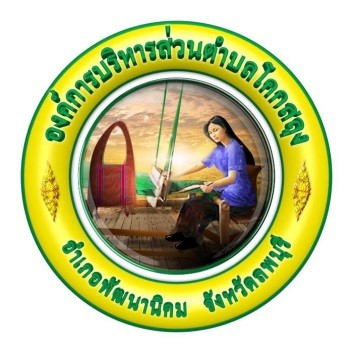 องค์การบริหารส่วนตำบลโคกสลุง
อำเภอพัฒนานิคม จังหวัดลพบุรี